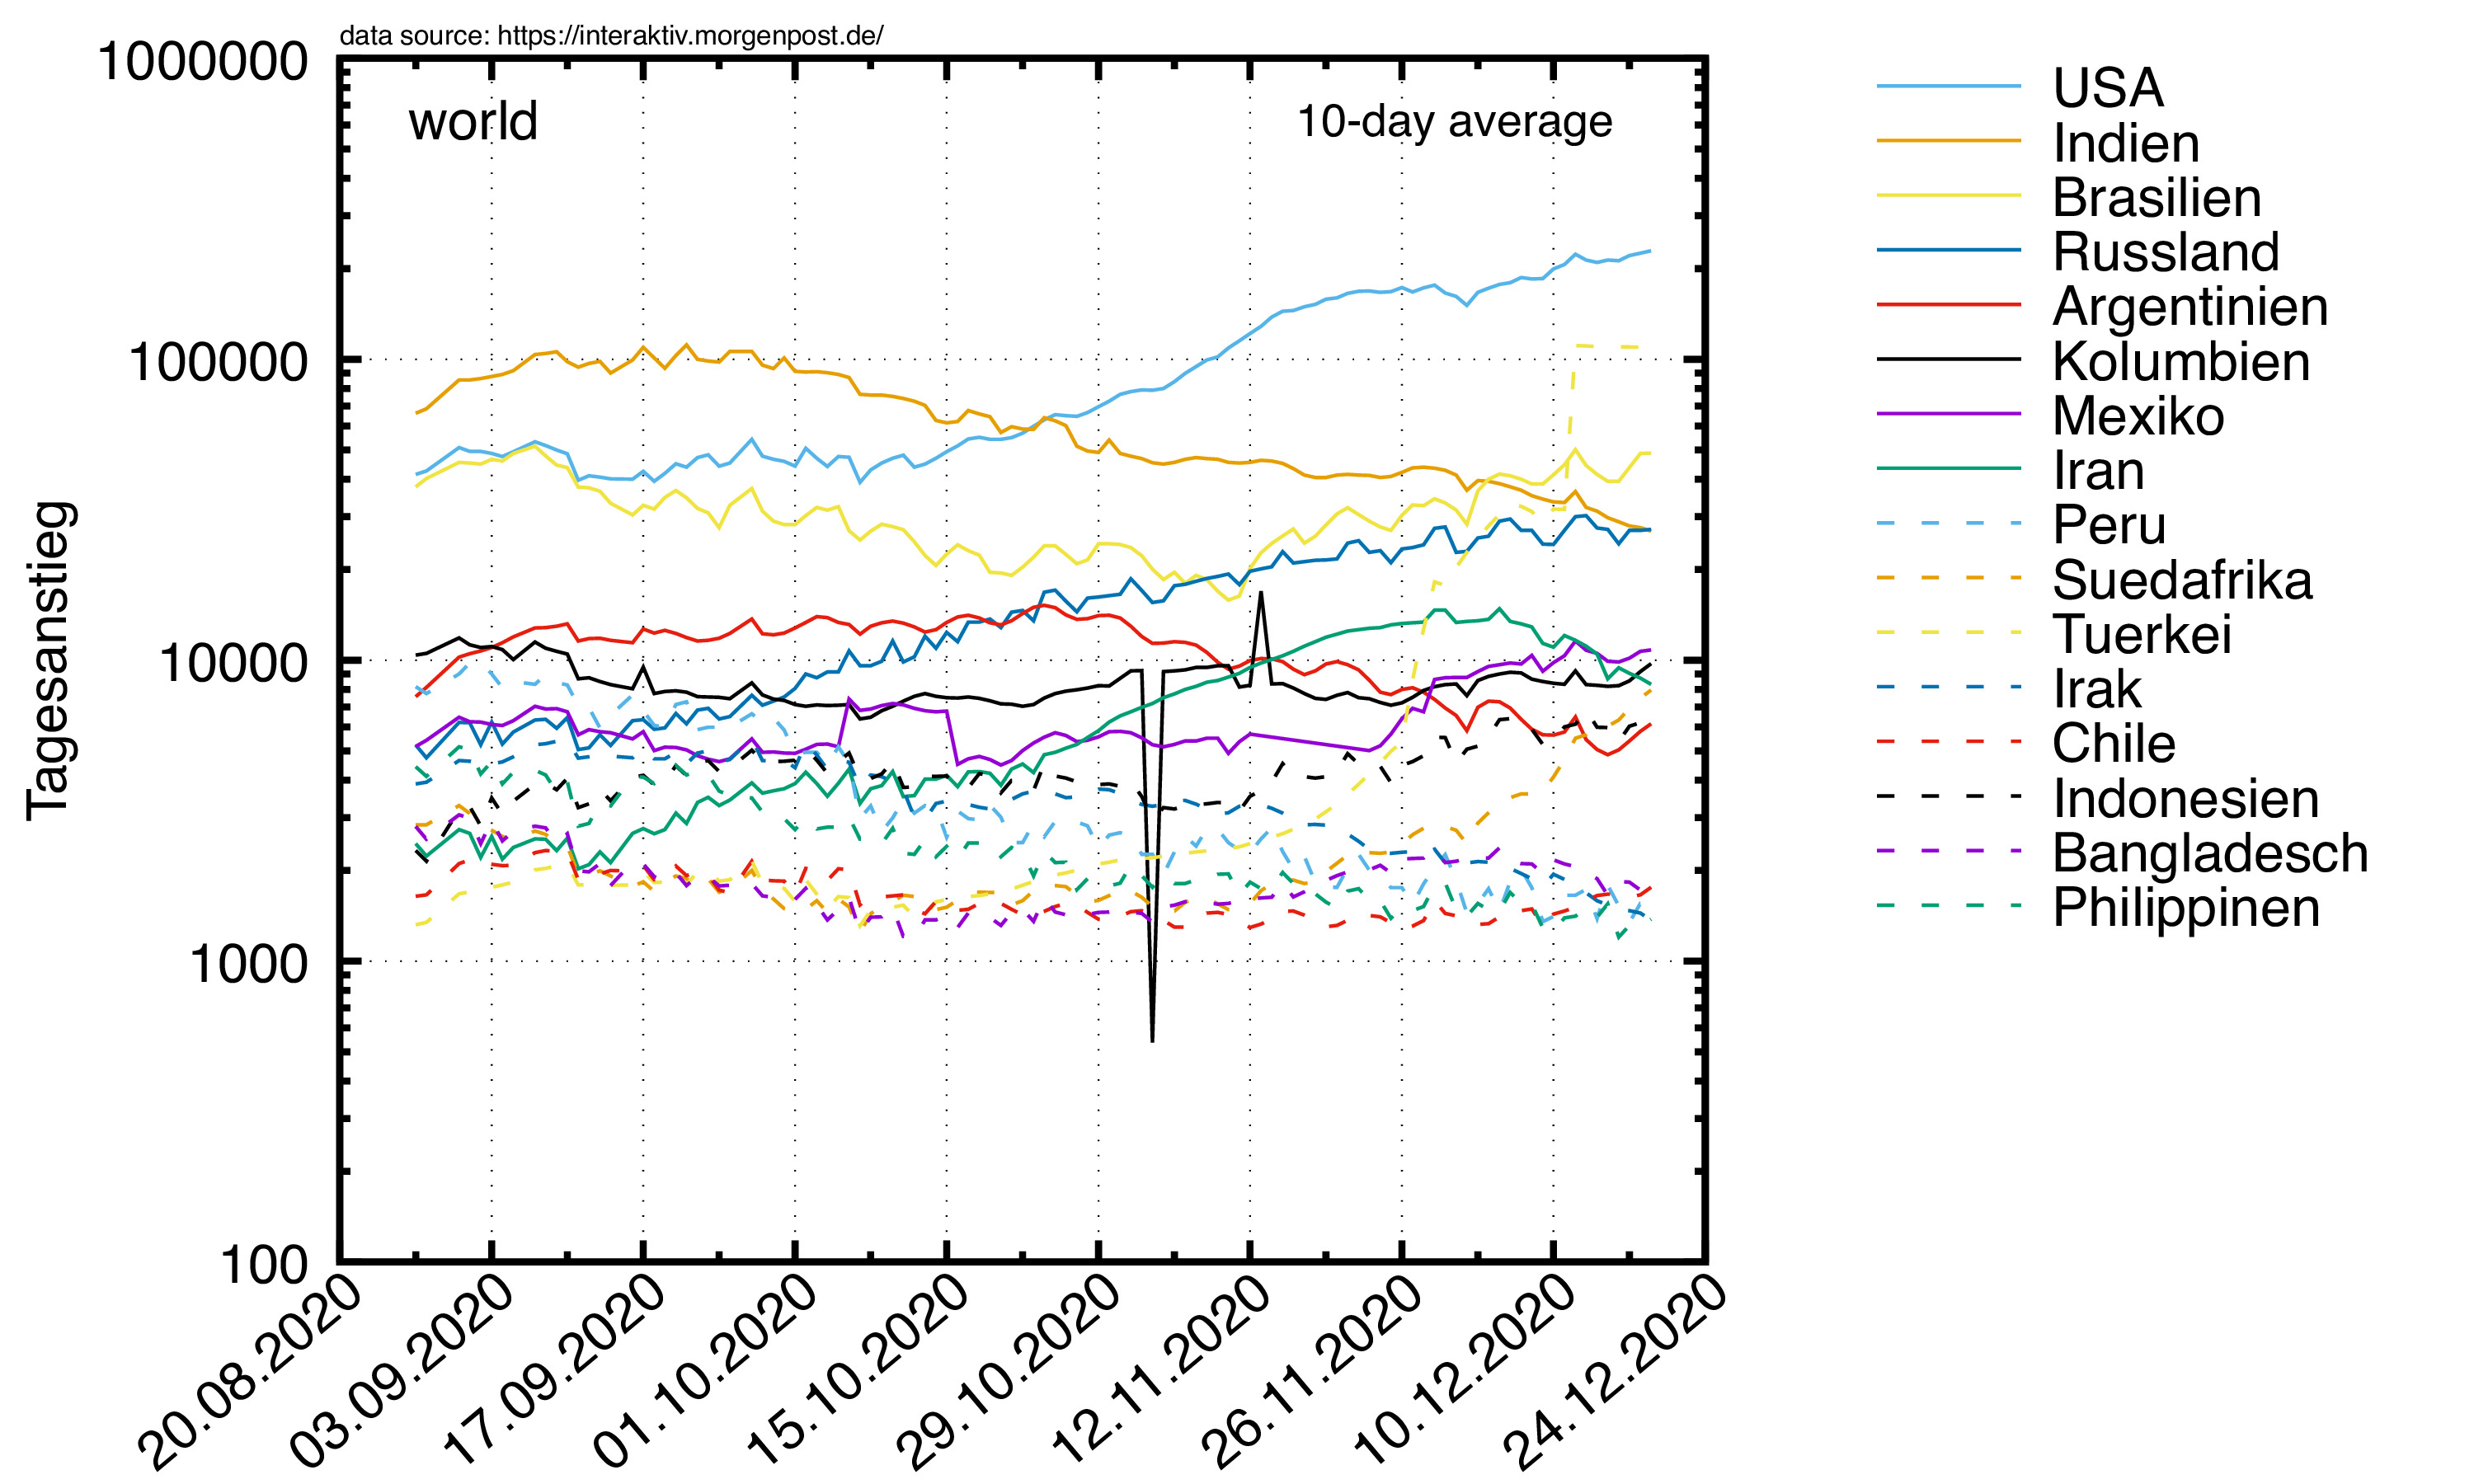 data source: https://interaktiv.morgenpost.de/
world
10-day average
Tagesanstieg
1000000
100000
10000
1000
100
20.08.2020
03.09.2020
17.09.2020
01.10.2020
15.10.2020
29.10.2020
12.11.2020
26.11.2020
10.12.2020
24.12.2020
USA
Indien
Brasilien
Russland
Argentinien
Kolumbien
Mexiko
Iran
Peru
Suedafrika
Tuerkei
Irak
Chile
Indonesien
Bangladesch
Philippinen